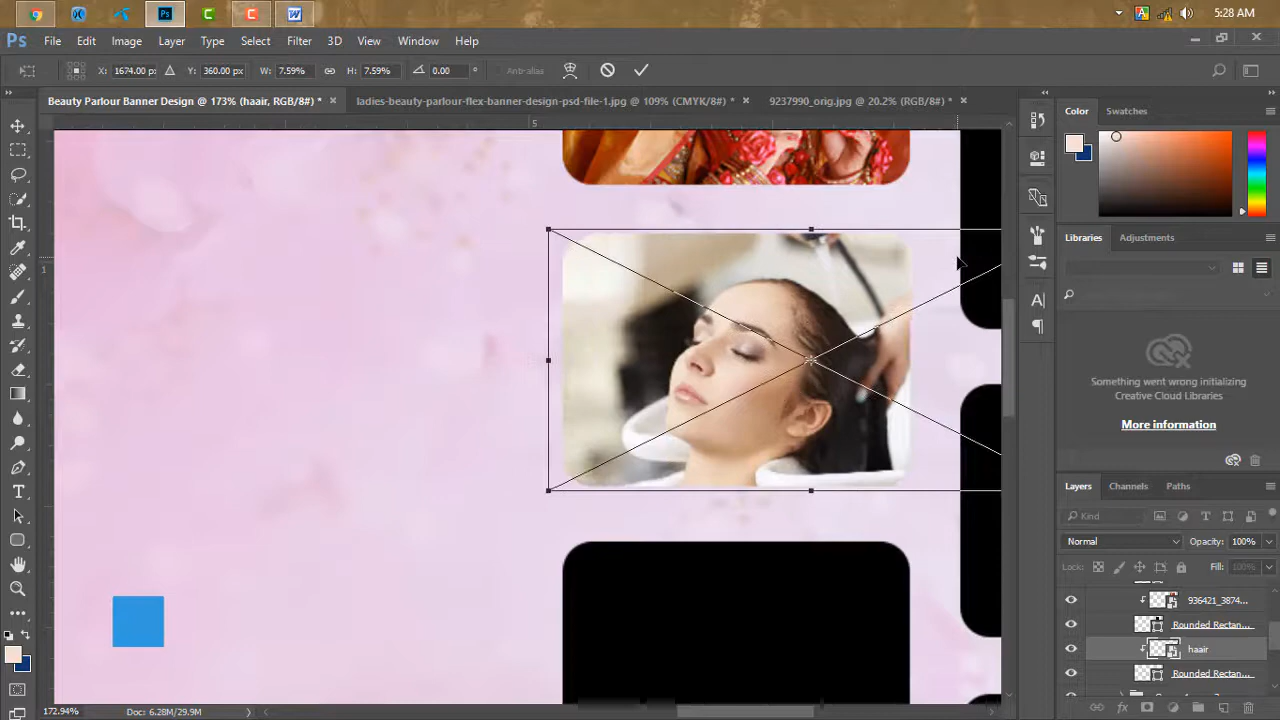 5:28 AM
Ps File Edit Image Layer Type Select Filter 3D View Window Help
X: 1674.00 px Y: 360.00 px W: 7.59% H: 7.59% 0.00 ° Anti-alias
Beauty Parlour Banner Design @ 173% (haair, RGB/8#) * × ladies-beauty-parlour-flex-banner-design-psd-file-1.jpg @ 109% (CMYK/8#) * × 9237990_orig.jpg @ 20.2% (RGB/8#) * ×
Color Swatches
5
1
Libraries Adjustments
Something went wrong initializing
Creative Cloud Libraries
More information
Layers Channels Paths
Kind
Normal Opacity: 100%
Lock: Fill: 100%
936421_3874...
Rounded Rectan...
haair
Rounded Rectan...
172.94% Doc: 6.28M/29.9M